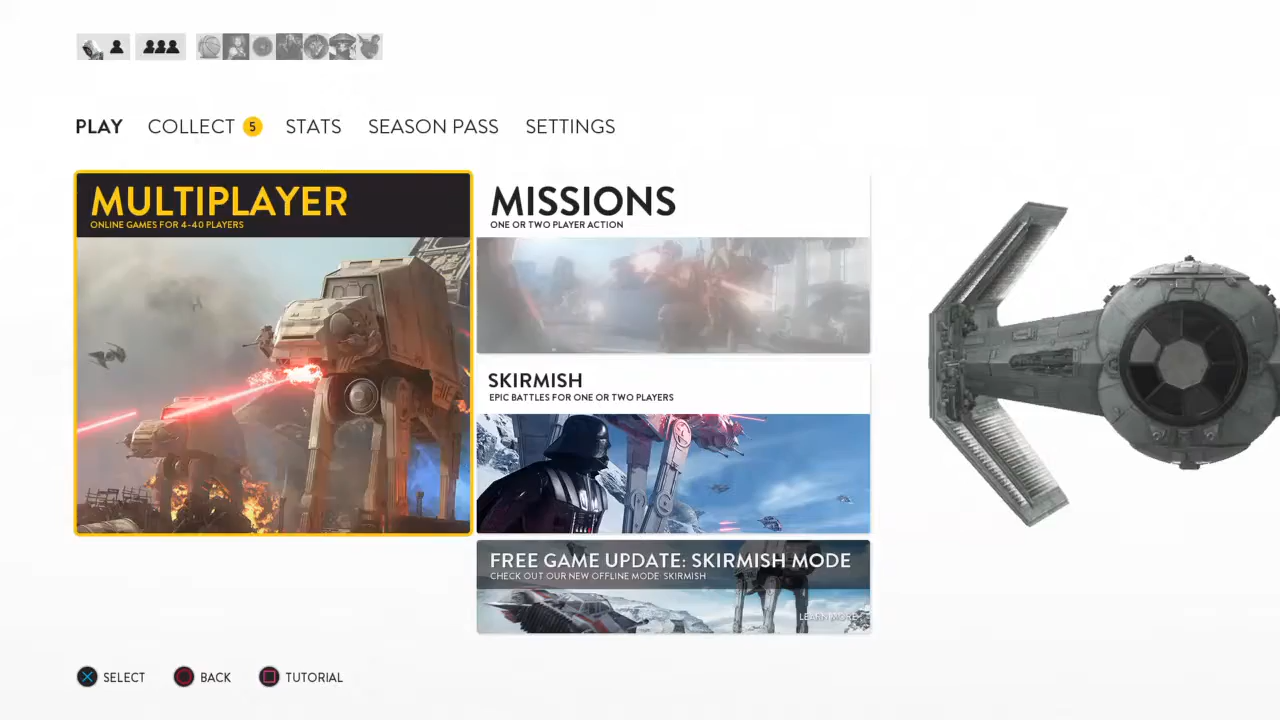 PLAY COLLECT 5 STATS SEASON PASS SETTINGS
MULTIPLAYER
ONLINE GAMES FOR 4-40 PLAYERS
MISSIONS
ONE OR TWO PLAYER ACTION
SKIRMISH
EPIC BATTLES FOR ONE OR TWO PLAYERS
FREE GAME UPDATE: SKIRMISH MODE
CHECK OUT OUR NEW OFFLINE MODE: SKIRMISH
LEARN MORE
SELECT BACK TUTORIAL